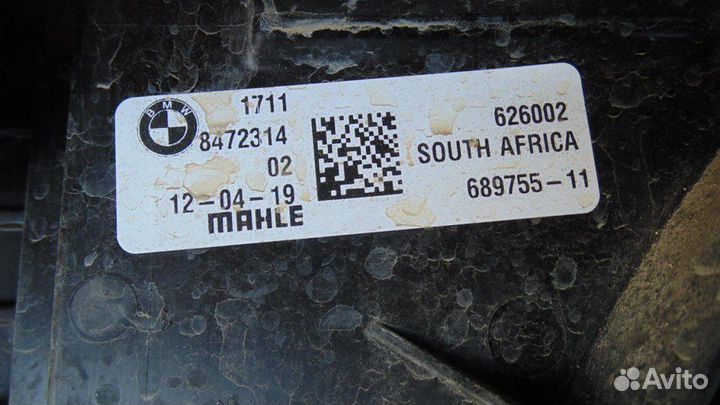 BMW
1711
8472314
02
12-04-19
MAHLE
626002
SOUTH AFRICA
689755-11
Avito